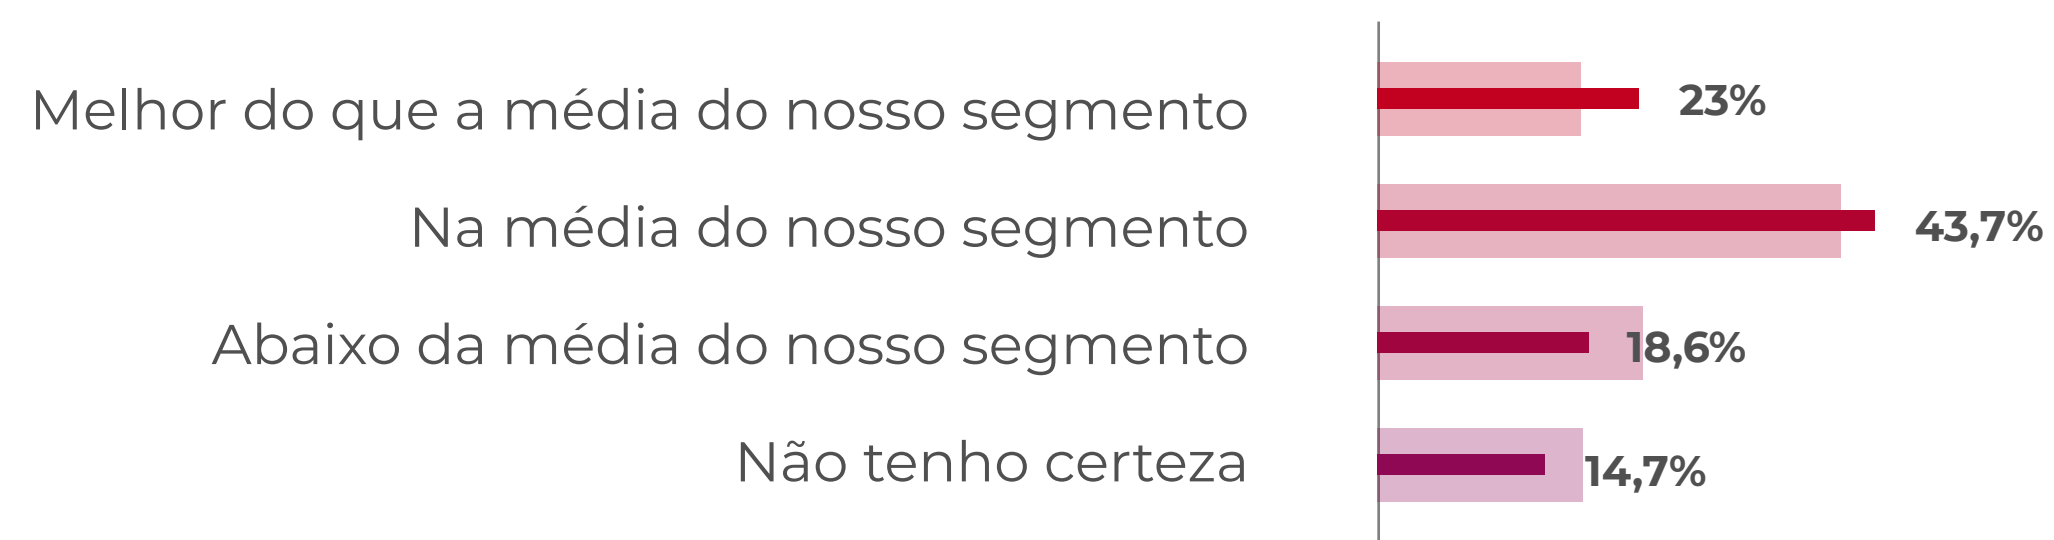 Melhor do que a média do nosso segmento 23%
Na média do nosso segmento 43,7%
Abaixo da média do nosso segmento 18,6%
Não tenho certeza 14,7%